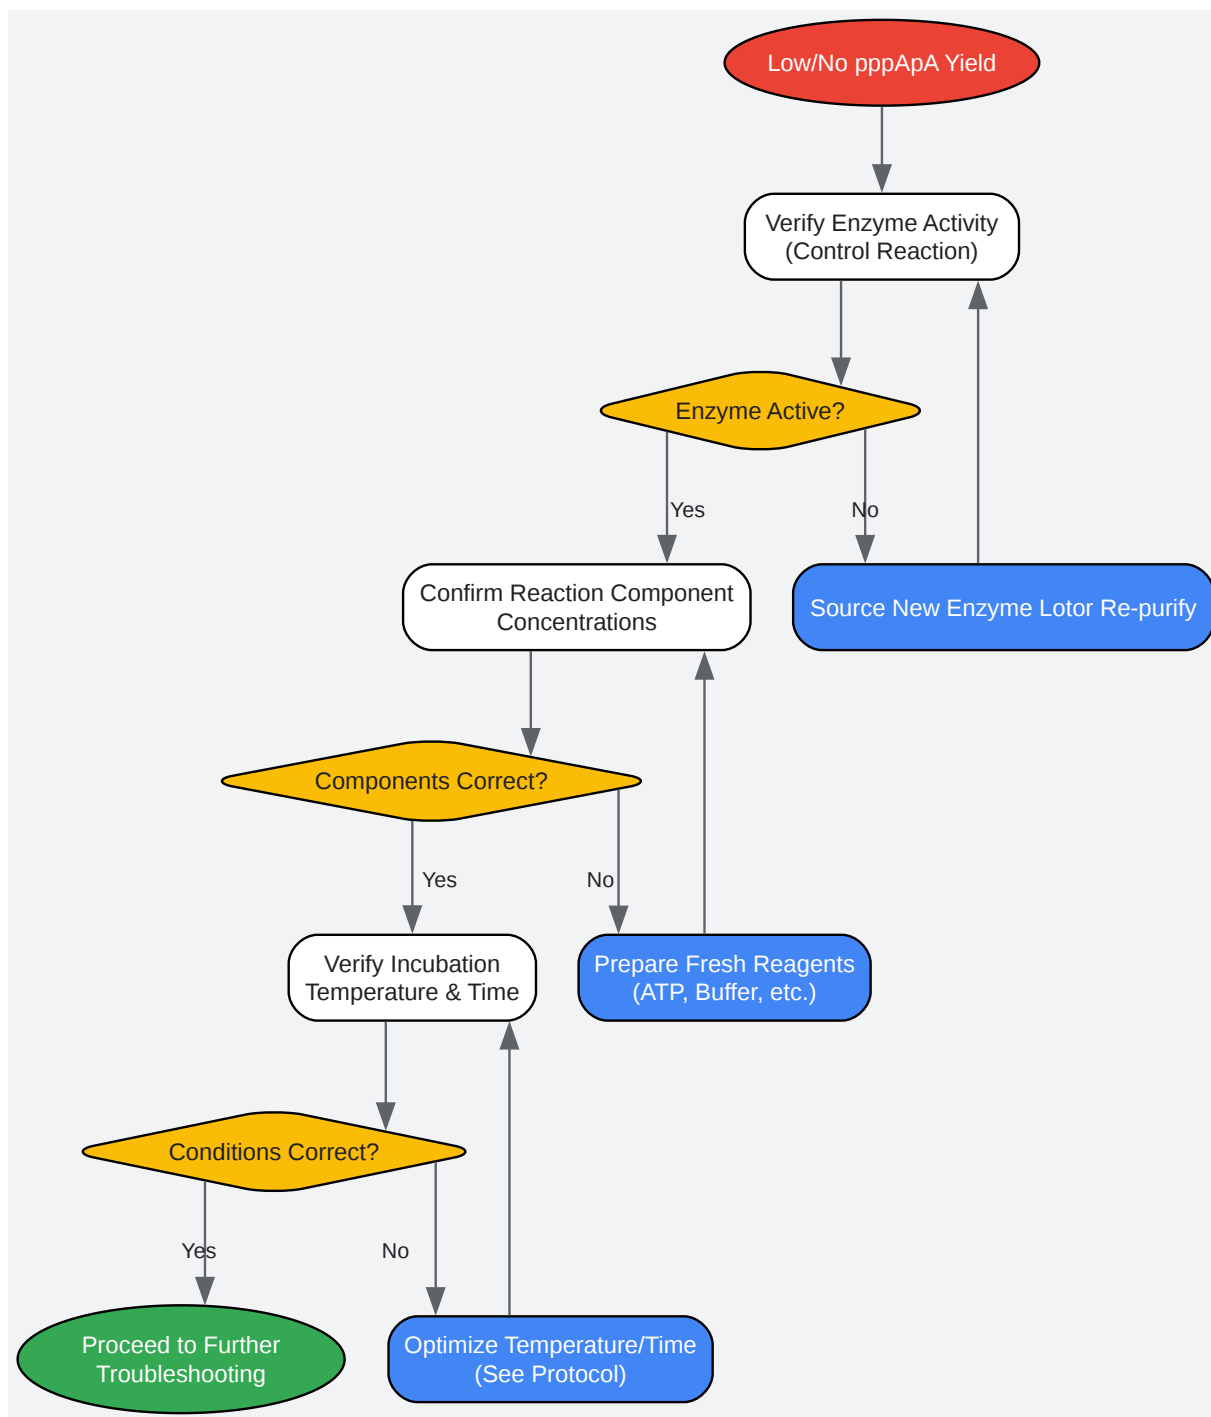 Low/No pppApA Yield
Verify Enzyme Activity
(Control Reaction)
Enzyme Active?
Yes
No
Confirm Reaction Component
Concentrations
Source New Enzyme Lotor Re-purify
Components Correct?
Yes
No
Verify Incubation
Temperature & Time
Prepare Fresh Reagents
(ATP, Buffer, etc.)
Conditions Correct?
Yes
No
Proceed to Further
Troubleshooting
Optimize Temperature/Time
(See Protocol)